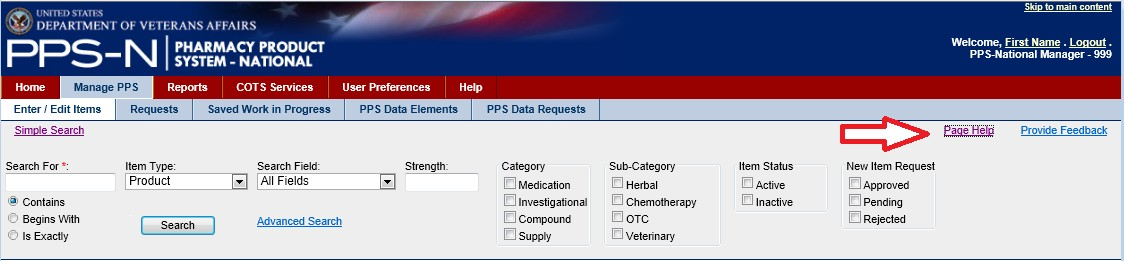 UNITED STATES
DEPARTMENT OF VETERANS AFFAIRS
PPS-N
PHARMACY PRODUCT
SYSTEM - NATIONAL
Skip to main content
Welcome, First Name . Logout .
PPS-National Manager - 999
Home Manage PPS Reports COTS Services User Preferences Help
Enter / Edit Items Requests Saved Work in Progress PPS Data Elements PPS Data Requests
Simple Search Page Help Provide Feedback
Search For *: Item Type: Search Field: Strength: Category Sub-Category Item Status New Item Request
Product All Fields
Medication Herbal Active Approved
Contains Investigational Chemotherapy Inactive Pending
Begins With Search Advanced Search Compound OTC Rejected
Is Exactly Supply Veterinary